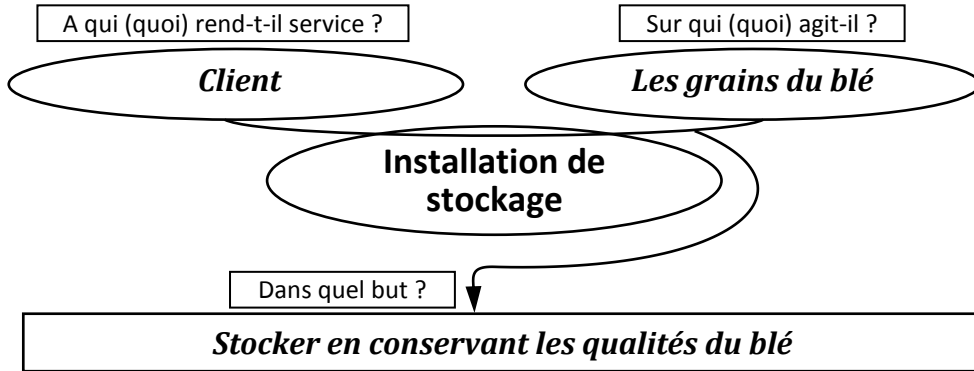 A qui (quoi) rend-t-il service ?
Sur qui (quoi) agit-il ?
Client
Les grains du blé
Installation de
stockage
Dans quel but ?
Stocker en conservant les qualités du blé